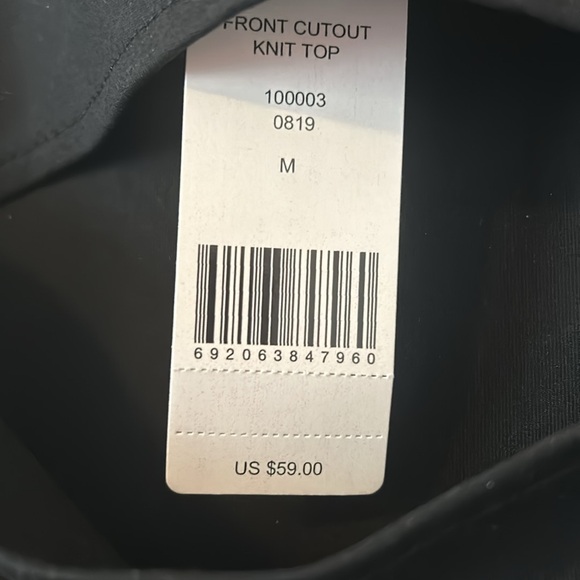 FRONT CUTOUT
KNIT TOP
100003
0819
M
692063847960
US $59.00